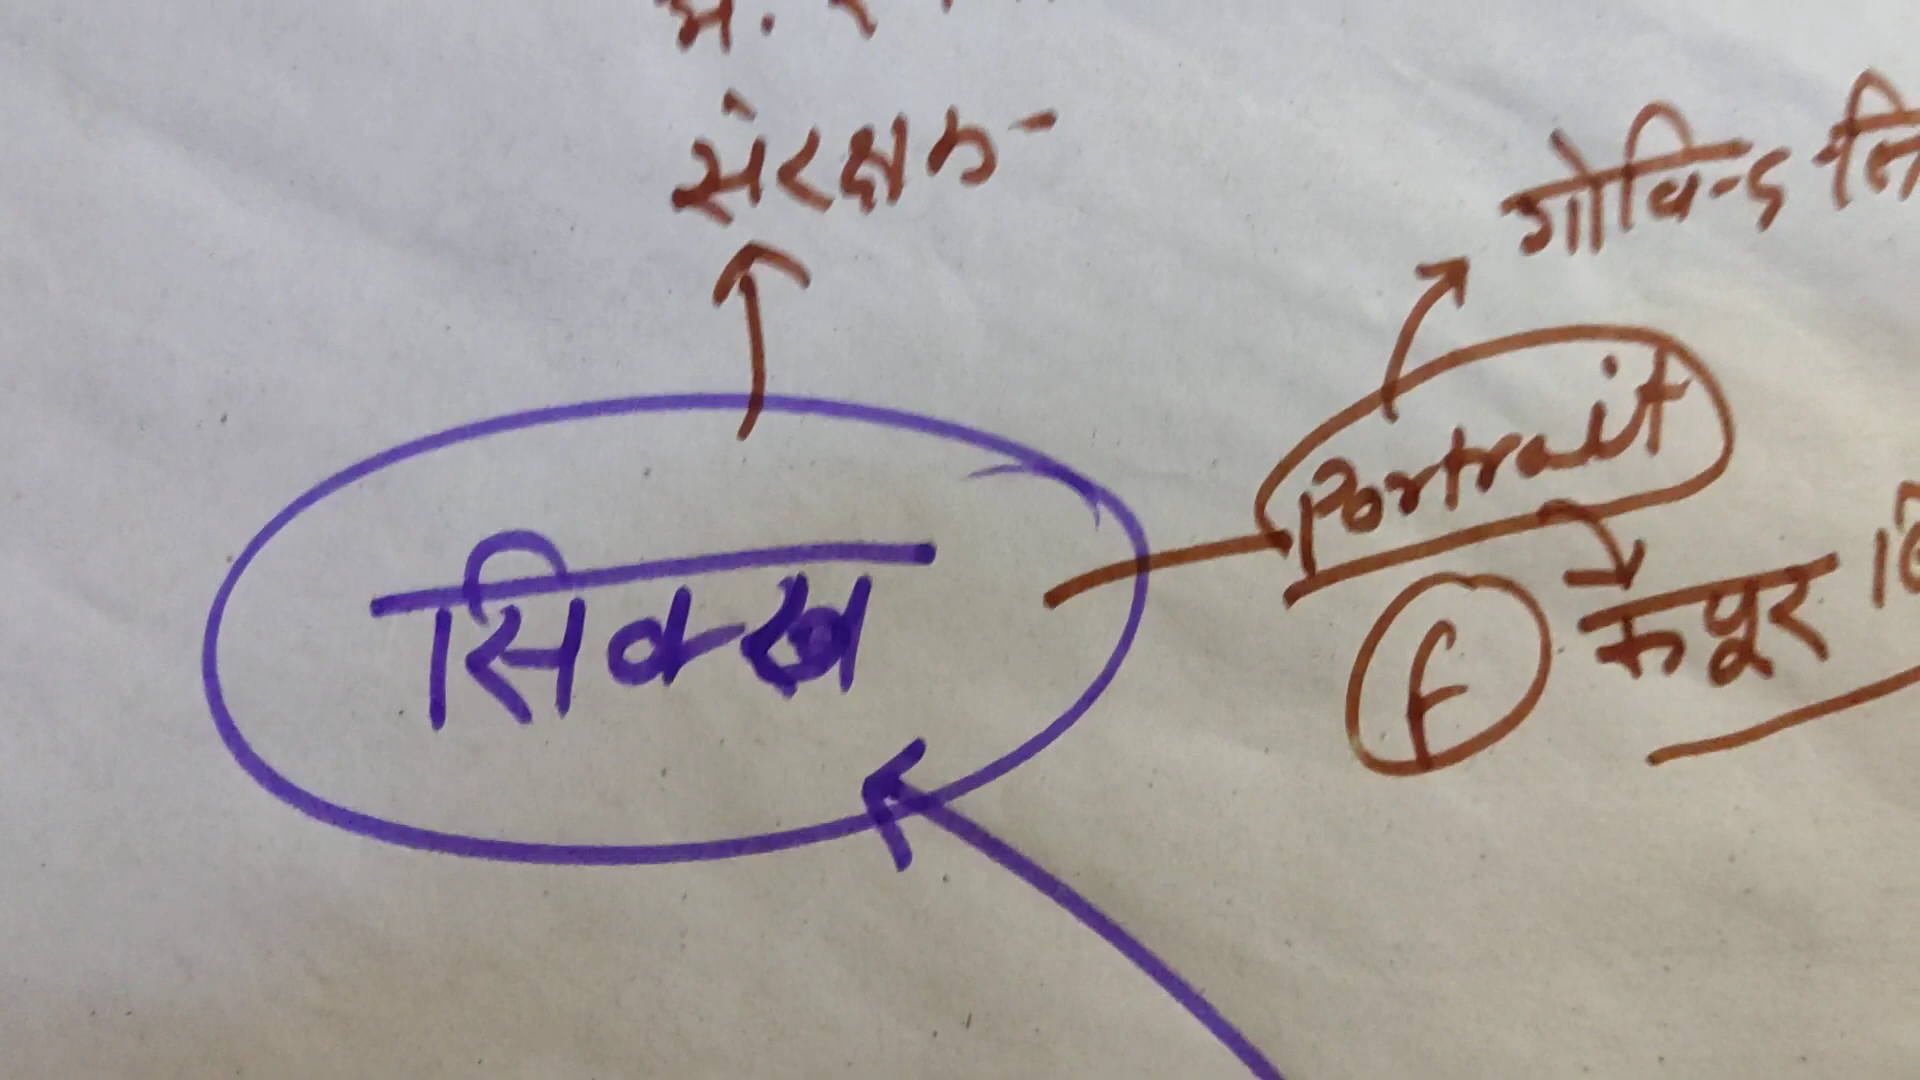 संरक्षक-
गोविन्द
Portrait
सिक्ख
F
कपूर